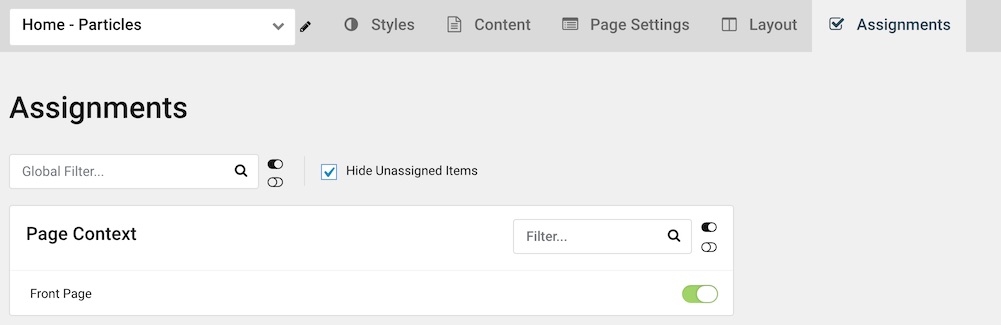 Home - Particles
Styles
Content
Page Settings
Layout
Assignments
Assignments
Global Filter...
Hide Unassigned Items
Page Context
Filter...
Front Page